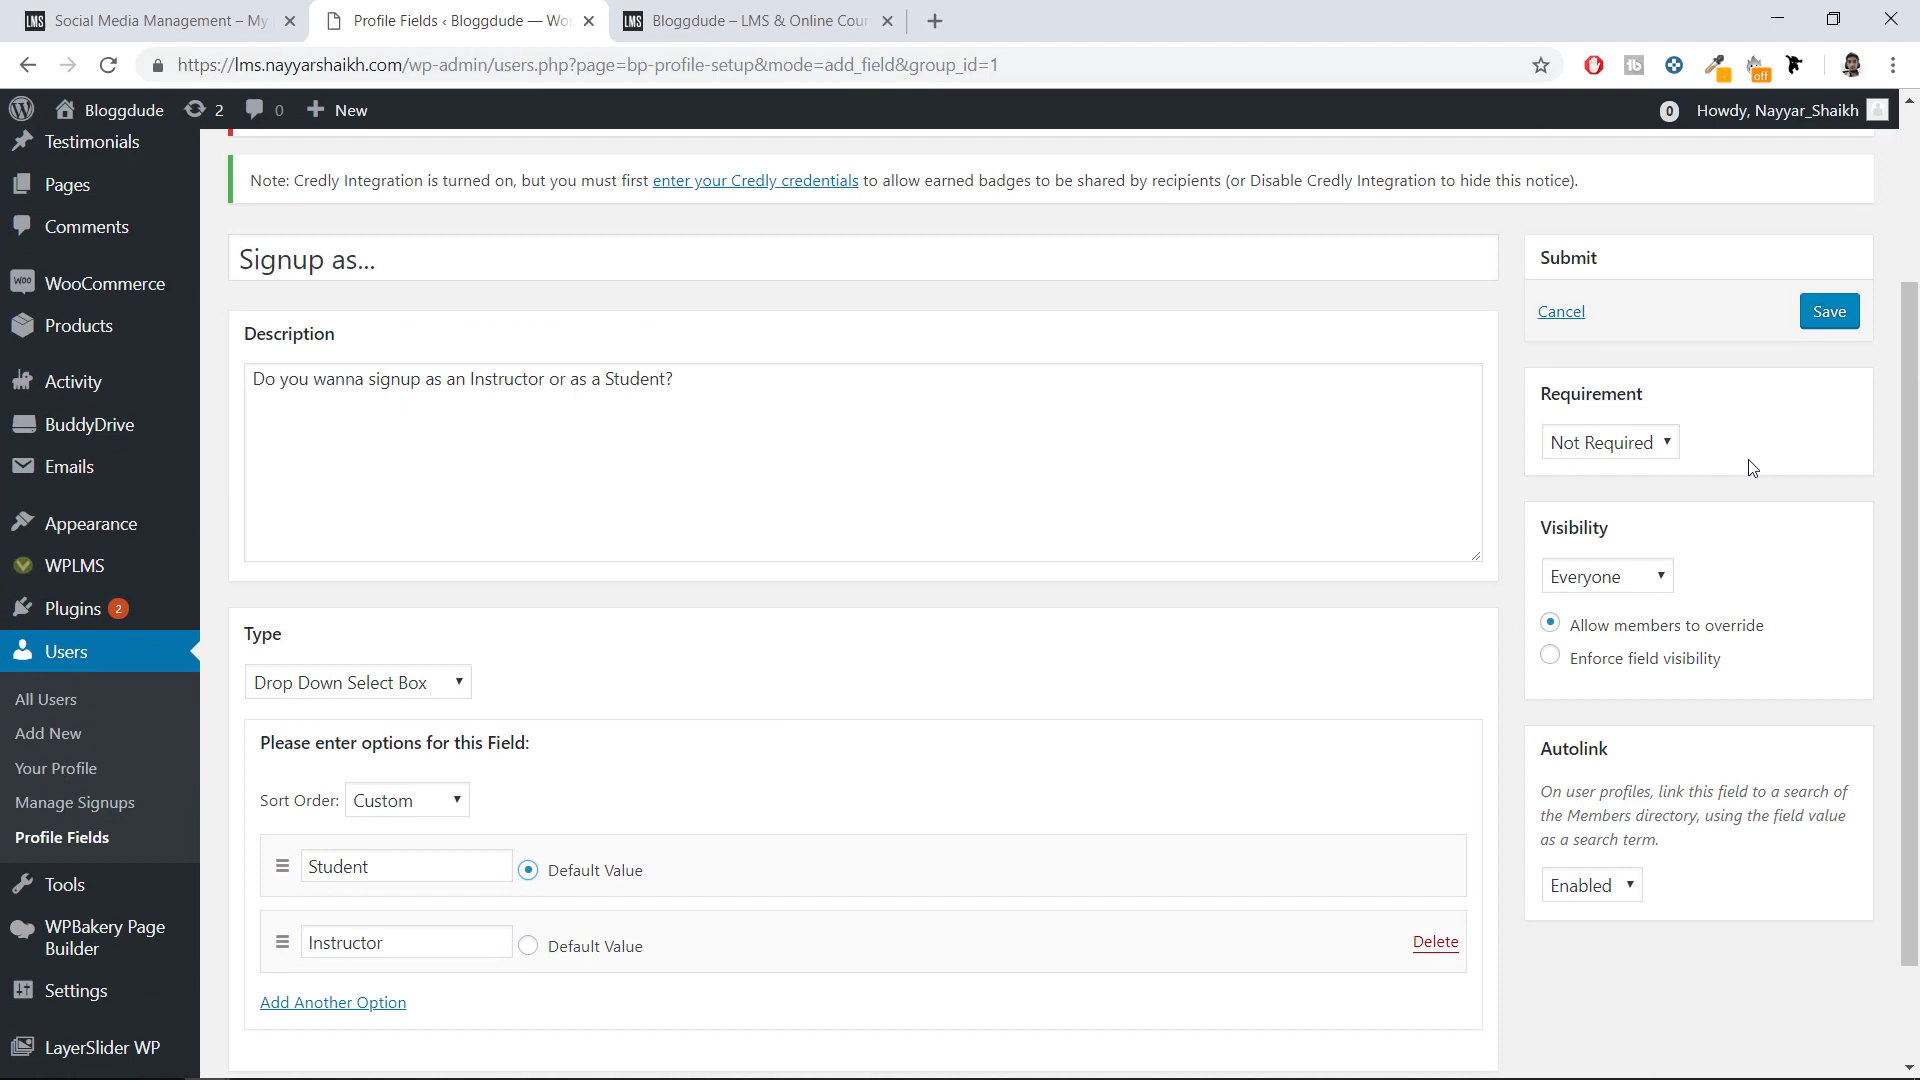 LMS Social Media Management – My
Profile Fields ‹ Bloggdude — Wo
LMS Bloggdude – LMS & Online Cour
https://lms.nayyarshaikh.com/wp-admin/users.php?page=bp-profile-setup&mode=add_field&group_id=1
tb
off
Bloggdude
2
0
New
0
Howdy, Nayyar_Shaikh
Testimonials
Pages
Comments
Woo WooCommerce
Products
Activity
BuddyDrive
Emails
Appearance
WPLMS
Plugins 2
Users
All Users
Add New
Your Profile
Manage Signups
Profile Fields
Tools
WPBakery Page
Builder
Settings
LayerSlider WP
Note: Credly Integration is turned on, but you must first enter your Credly credentials to allow earned badges to be shared by recipients (or Disable Credly Integration to hide this notice).
Signup as...
Description
Do you wanna signup as an Instructor or as a Student?
Type
Drop Down Select Box
Please enter options for this Field:
Sort Order: Custom
Student Default Value
Instructor Default Value Delete
Add Another Option
Submit
Cancel Save
Requirement
Not Required
Visibility
Everyone
Allow members to override
Enforce field visibility
Autolink
On user profiles, link this field to a search of
the Members directory, using the field value
as a search term.
Enabled